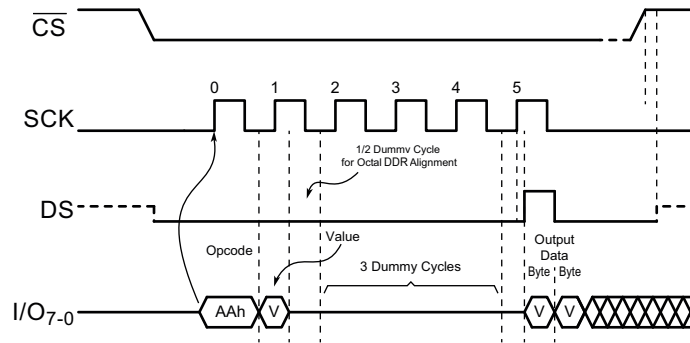 CS
0 1 2 3 4 5
SCK
1/2 Dummv Cycle
for Octal DDR Alignment
DS
Opcode
Value
3 Dummy Cycles
Output
Data
Byte Byte
I/O7-0
AAh V V V